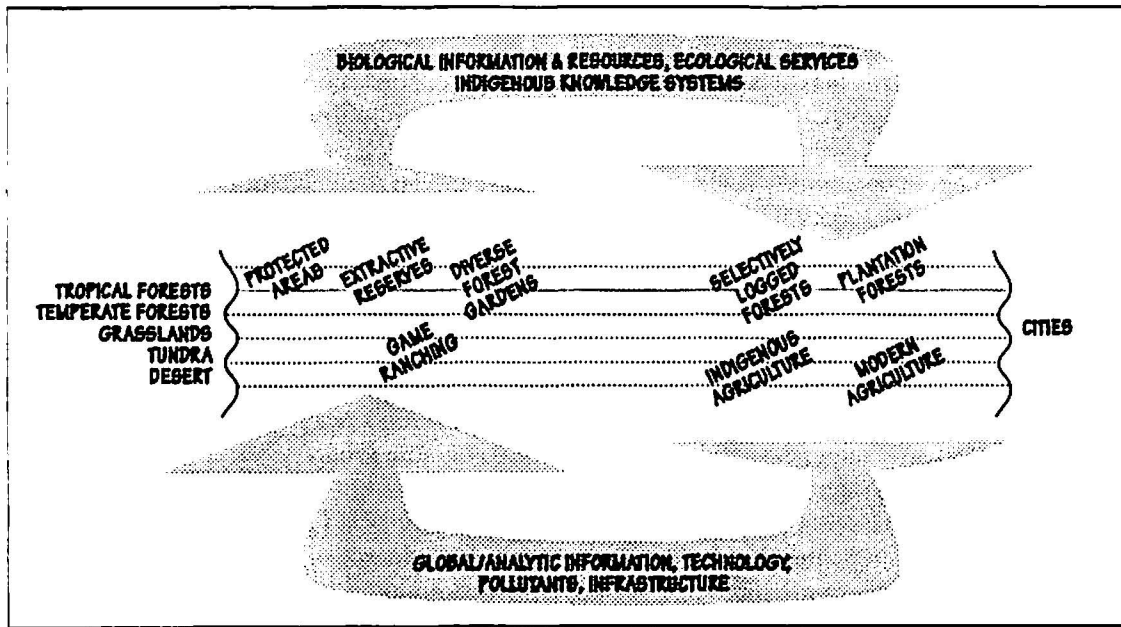 BIOLOGICAL INFORMATION & RESOURCES, ECOLOGICAL SERVICES
INDIGENOUS KNOWLEDGE SYSTEMS
PROTECTED
AREAS
EXTRACTIVE
RESERVES
DIVERSE
FOREST
GARDENS
SELECTIVELY
LOGGED
FORESTS
PLANTATION
FORESTS
TROPICAL FORESTS
TEMPERATE FORESTS
GRASSLANDS
TUNDRA
DESERT
CITIES
GAME
RANCHING
INDIGENOUS
AGRICULTURE
MODERN
AGRICULTURE
GLOBAL/ANALYTIC INFORMATION, TECHNOLOGY,
POLLUTANTS, INFRASTRUCTURE